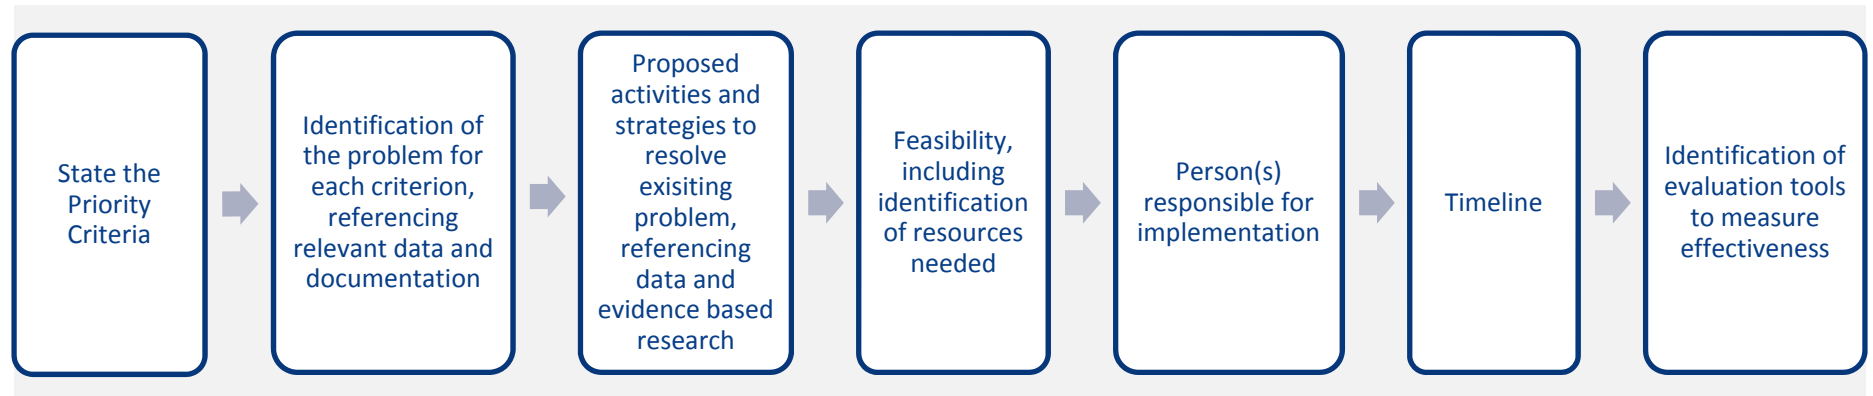 State the
Priority
Criteria
Identification of
the problem for
each criterion,
referencing
relevant data and
documentation
Proposed
activities and
strategies to
resolve
exisiting
problem,
referencing
data and
evidence based
research
Feasibility,
including
identification
of resources
needed
Person(s)
responsible for
implementation
Timeline
Identification of
evaluation tools
to measure
effectiveness